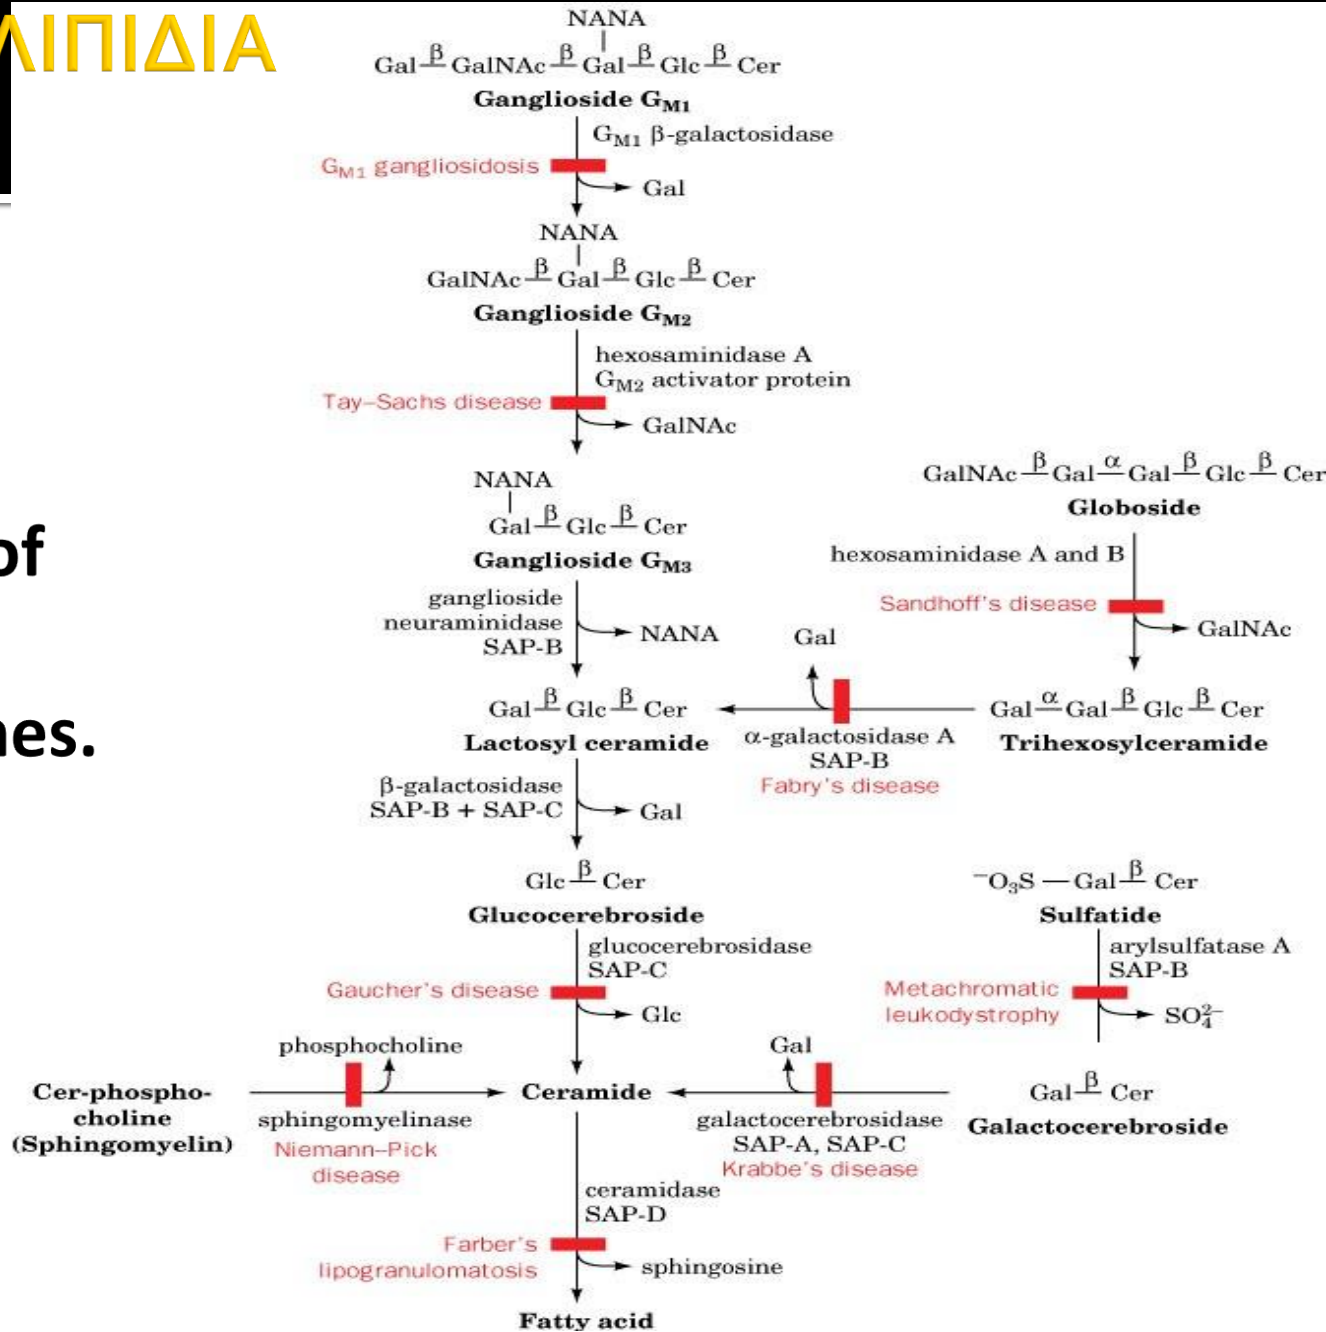 ΛΙΠΙΔΙΑ
of
nes.
NANA
Gal β GalNAc β Gal β Glc β Cer
Ganglioside GM1
GM1 β-galactosidase
GM1 gangliosidosis
Gal
NANA
GalNAc β Gal β Glc β Cer
Ganglioside GM2
hexosaminidase A
GM2 activator protein
Tay–Sachs disease
GalNAc
NANA
Gal β Glc β Cer
Ganglioside GM3
ganglioside
neuraminidase
SAP-B
NANA
GalNAc β Gal α Gal β Glc β Cer
Globoside
hexosaminidase A and B
Sandhoff's disease
GalNAc
Gal α Gal β Glc β Cer
Trihexosylceramide
Gal
α-galactosidase A
SAP-B
Fabry's disease
Gal β Glc β Cer
Lactosyl ceramide
β-galactosidase
SAP-B + SAP-C
Gal
Glc β Cer
Glucocerebroside
glucocerebrosidase
SAP-C
Gaucher's disease
Glc
⁻O₃S — Gal β Cer
Sulfatide
arylsulfatase A
SAP-B
Metachromatic
leukodystrophy
SO₄²⁻
phosphocholine
Cer-phospho-
choline
(Sphingomyelin)
sphingomyelinase
Niemann–Pick
disease
Ceramide
Gal
galactocerebrosidase
SAP-A, SAP-C
Krabbe's disease
Gal β Cer
Galactocerebroside
ceramidase
SAP-D
Farber's
lipogranulomatosis
sphingosine
Fatty acid